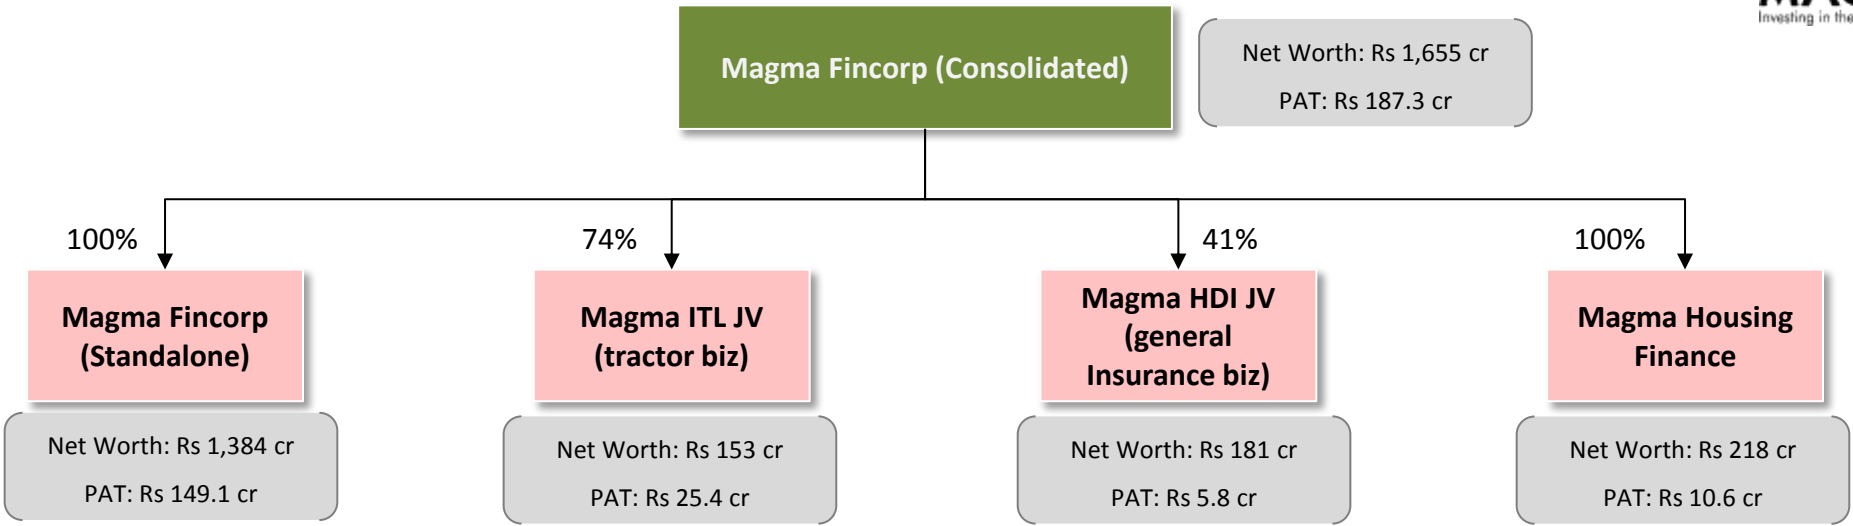 Investing in the
Magma Fincorp (Consolidated)
Net Worth: Rs 1,655 cr
PAT: Rs 187.3 cr
100%
74%
41%
100%
Magma Fincorp
(Standalone)
Magma ITL JV
(tractor biz)
Magma HDI JV
(general
Insurance biz)
Magma Housing
Finance
Net Worth: Rs 1,384 cr
PAT: Rs 149.1 cr
Net Worth: Rs 153 cr
PAT: Rs 25.4 cr
Net Worth: Rs 181 cr
PAT: Rs 5.8 cr
Net Worth: Rs 218 cr
PAT: Rs 10.6 cr